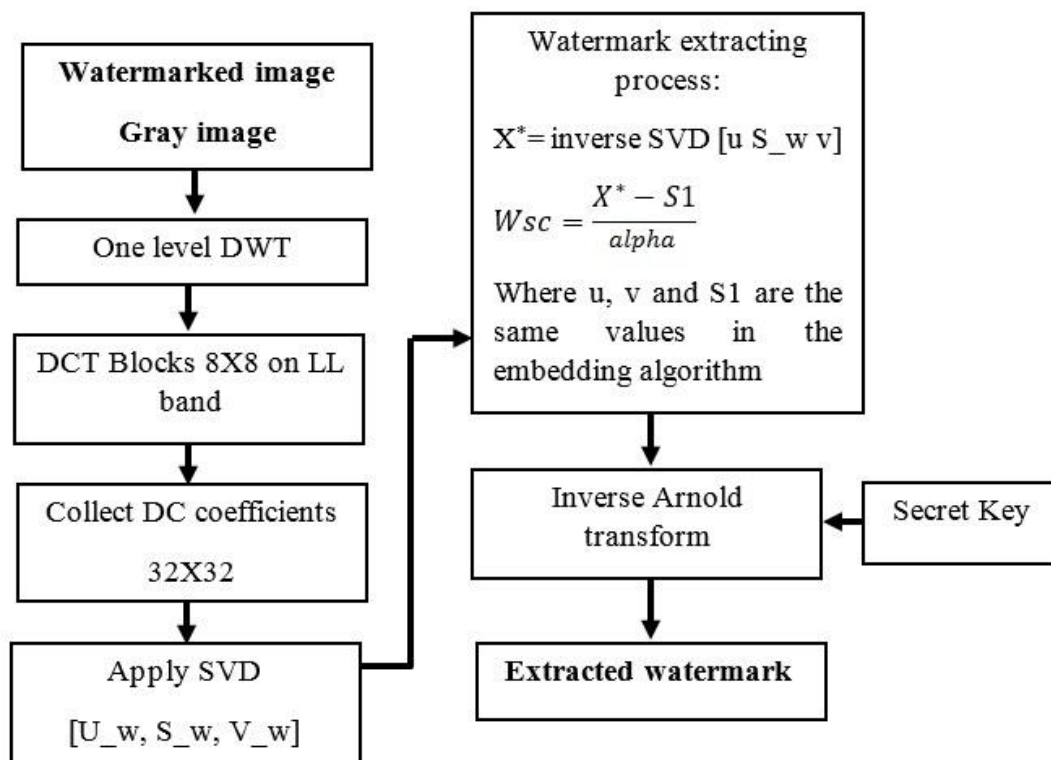 Watermarked image
Gray image
One level DWT
DCT Blocks 8X8 on LL
band
Collect DC coefficients
32X32
Apply SVD
[U_w, S_w, V_w]
Watermark extracting
process:
X*= inverse SVD [u S_w v]
Wsc = (X* − S1) / alpha
Where u, v and S1 are the
same values in the
embedding algorithm
Inverse Arnold
transform
Secret Key
Extracted watermark